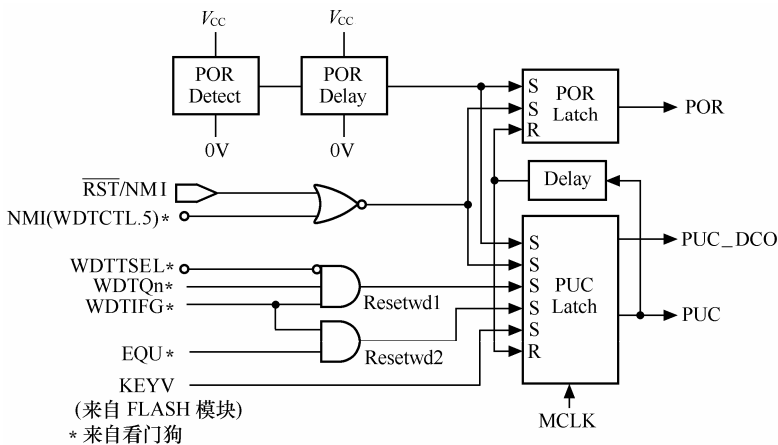 VCC
VCC
POR
Detect
POR
Delay
0V
0V
S
S
R
POR
Latch
POR
RST/NMI
NMI(WDTCTL.5)*
Delay
WDTTSEL*
WDTQn*
WDTIFG*
Resetwd1
EQU*
Resetwd2
KEYV
(来自 FLASH 模块)
*来自看门狗
S
S
S
S
S
R
PUC
Latch
PUC_DCO
PUC
MCLK